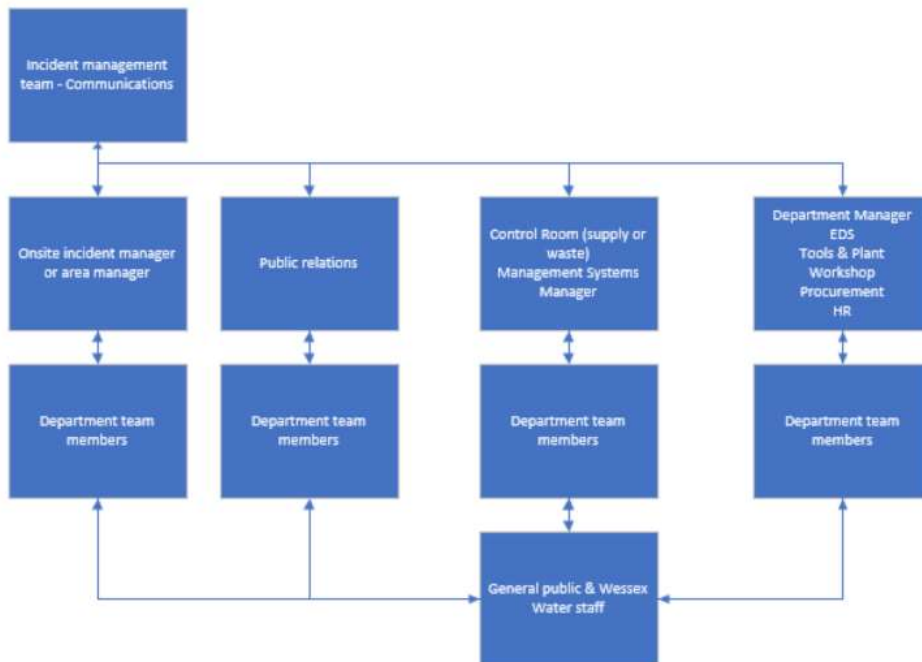 Incident management
team - Communications
Onsite incident manager
or area manager
Public relations
Control Room (supply or
waste)
Management Systems
Manager
Department Manager
EDS
Tools & Plant
Workshop
Procurement
HR
Department team
members
Department team
members
Department team
members
Department team
members
General public & Wessex
Water staff